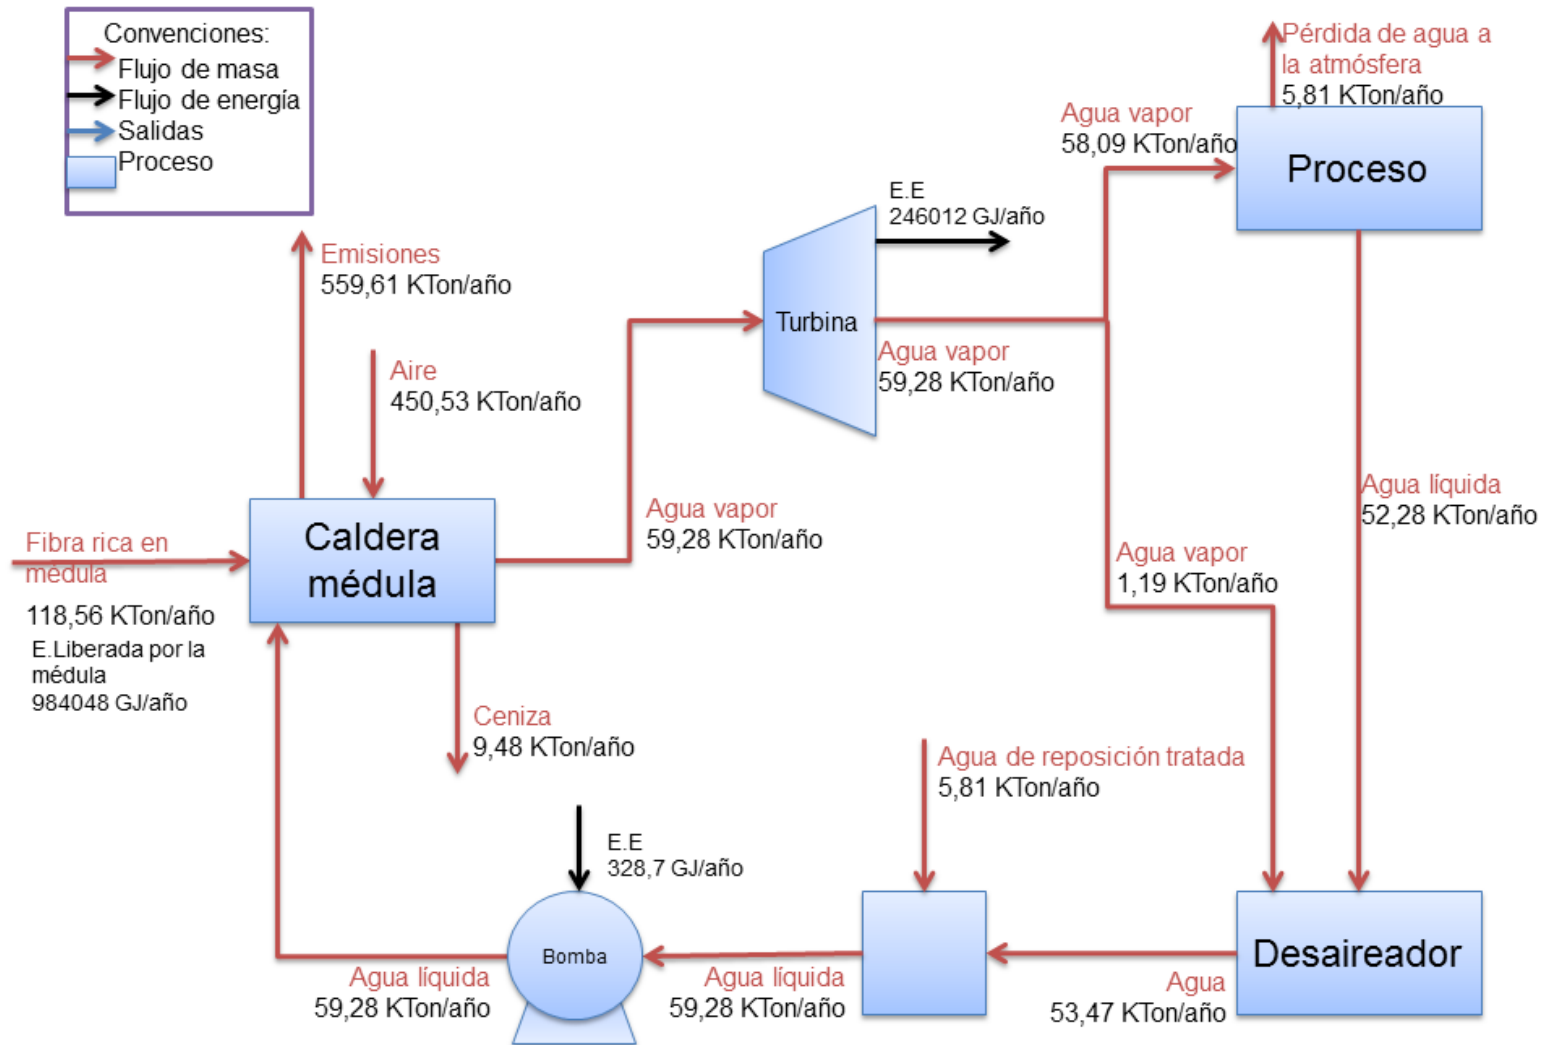 Convenciones:
Flujo de masa
Flujo de energía
Salidas
Proceso
Pérdida de agua a
la atmósfera
5,81 KTon/año
Agua vapor
58,09 KTon/año
Proceso
E.E
246012 GJ/año
Emisiones
559,61 KTon/año
Turbina
Agua vapor
59,28 KTon/año
Aire
450,53 KTon/año
Agua líquida
52,28 KTon/año
Caldera
médula
Agua vapor
59,28 KTon/año
Fibra rica en
médula
118,56 KTon/año
E.Liberada por la
médula
984048 GJ/año
Agua vapor
1,19 KTon/año
Ceniza
9,48 KTon/año
Agua de reposición tratada
5,81 KTon/año
E.E
328,7 GJ/año
Bomba
Desaireador
Agua líquida
59,28 KTon/año
Agua líquida
59,28 KTon/año
Agua
53,47 KTon/año